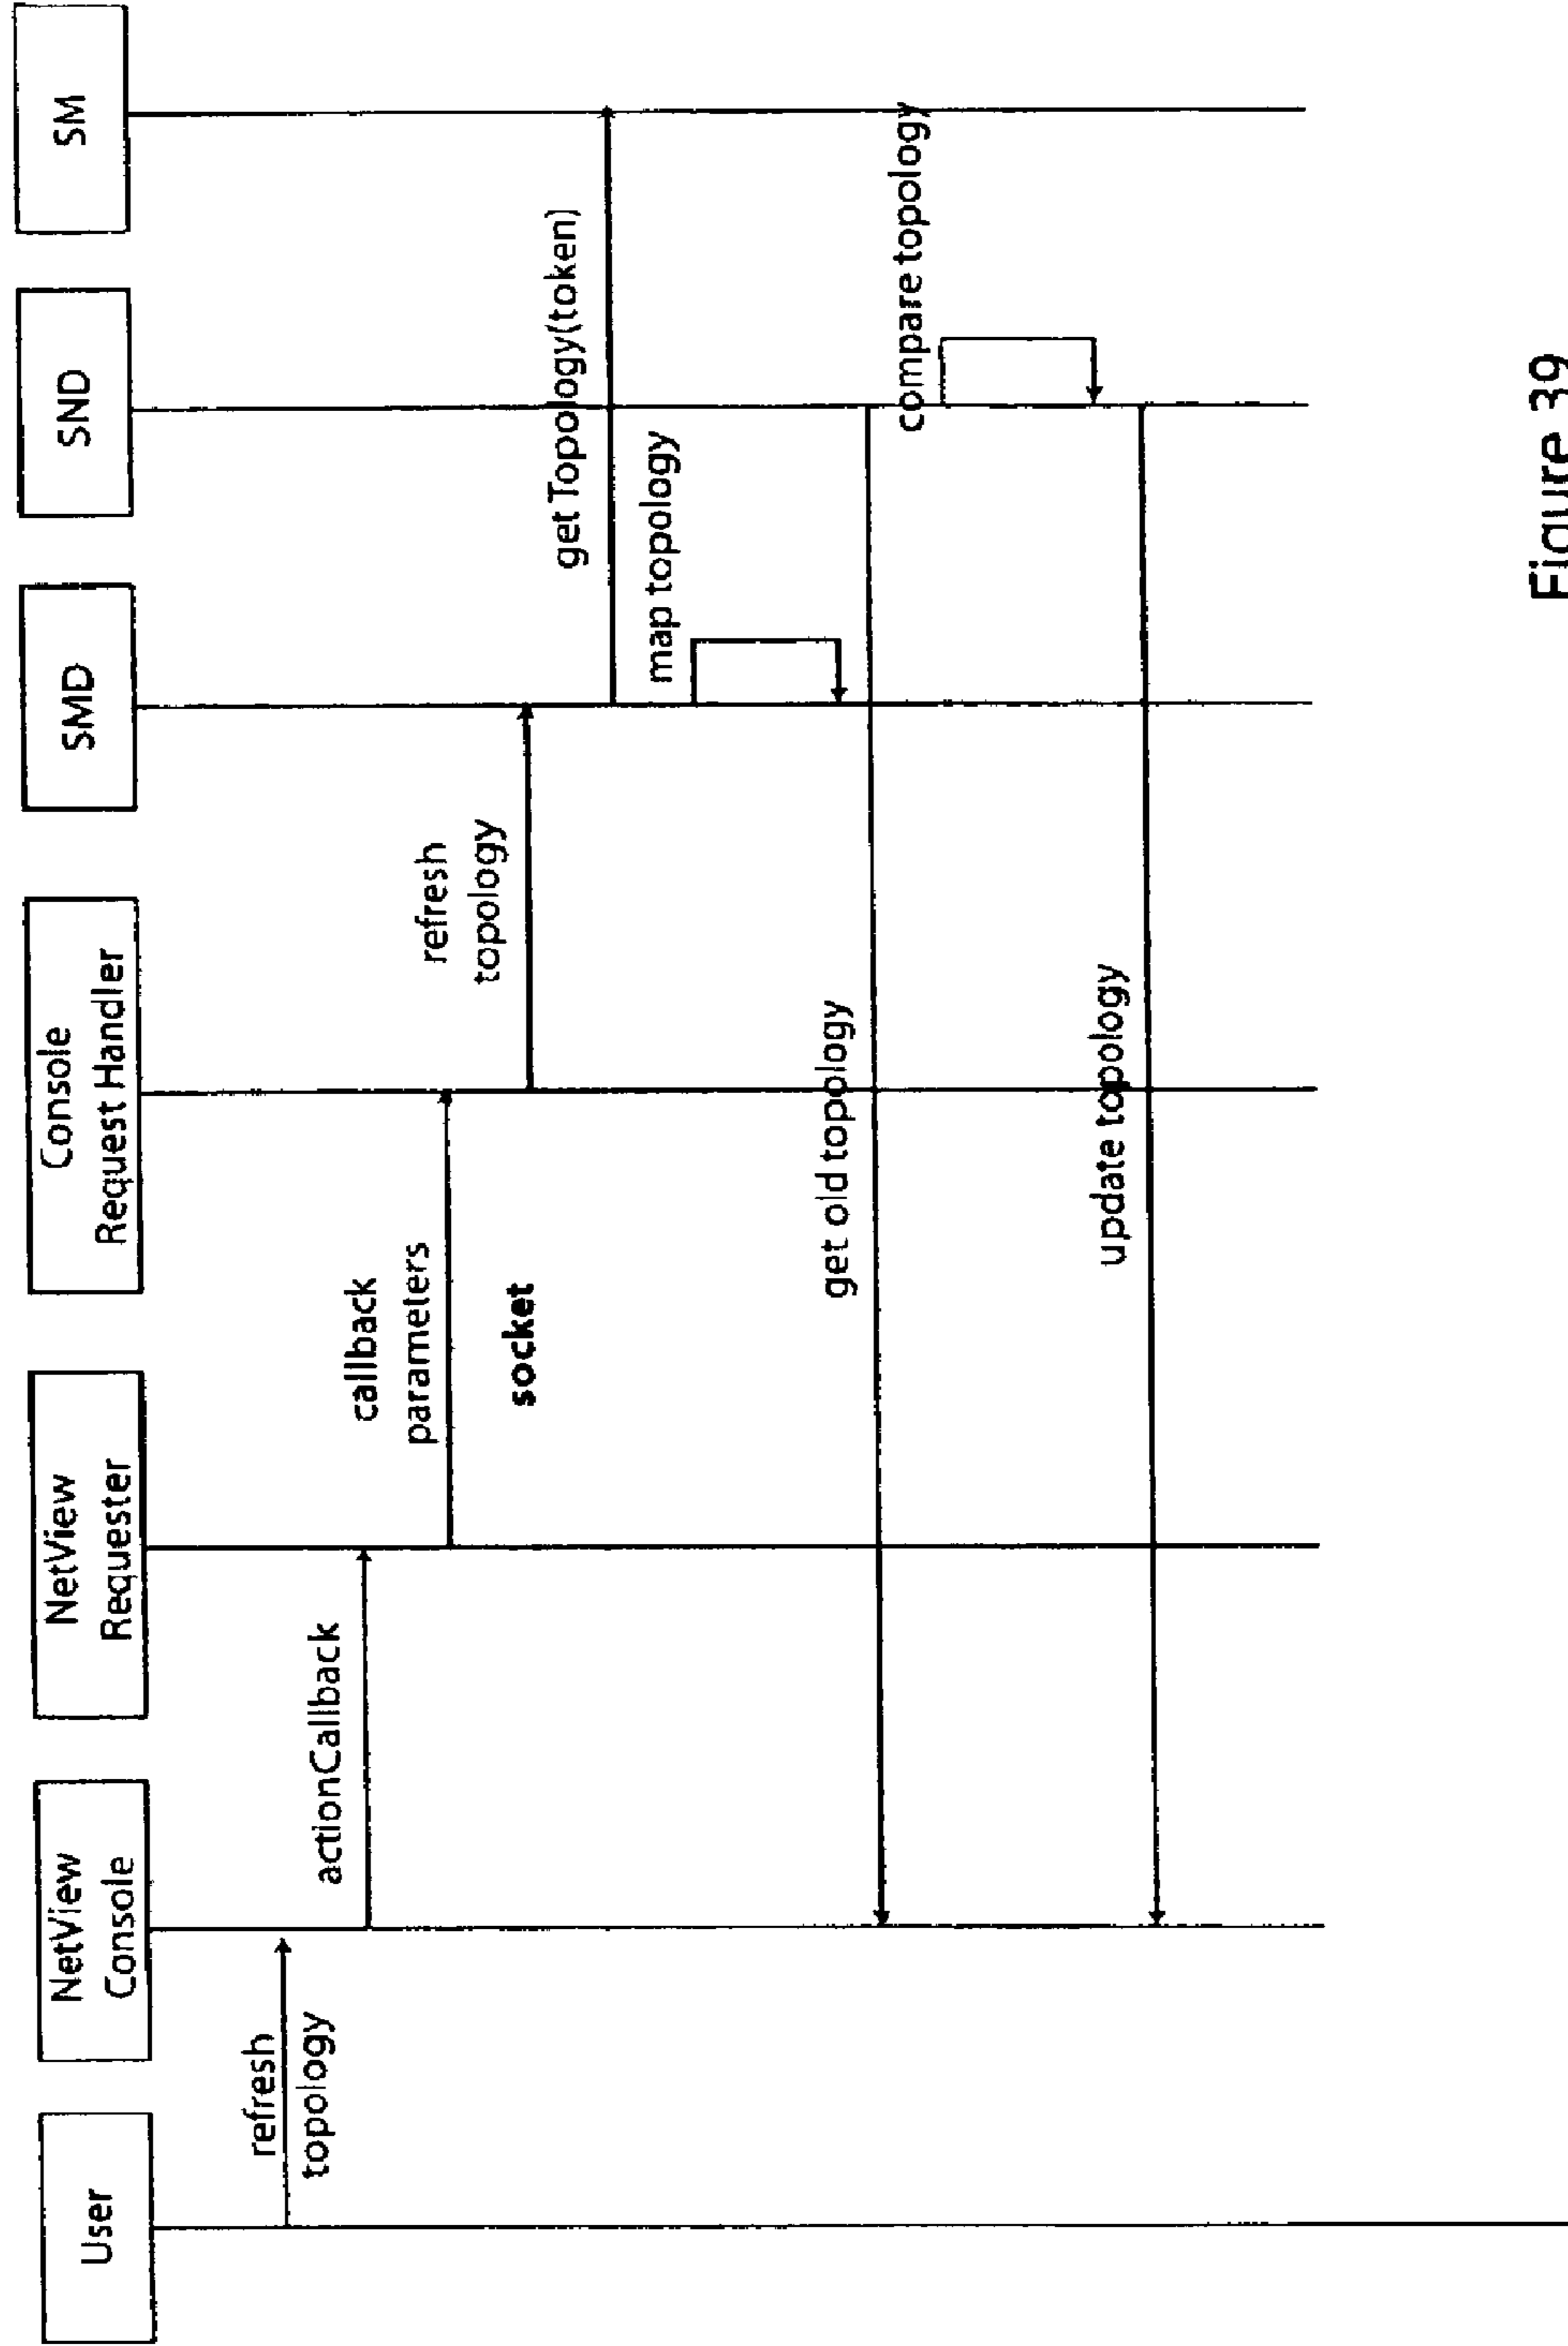 User
NetView
Console
NetView
Requester
Console
Request Handler
SMD
SND
SM
refresh
topology
actionCallback
callback
parameters
socket
refresh
topology
get Topology(token)
map topology
get old topology
compare topology
update topology
Figure 39